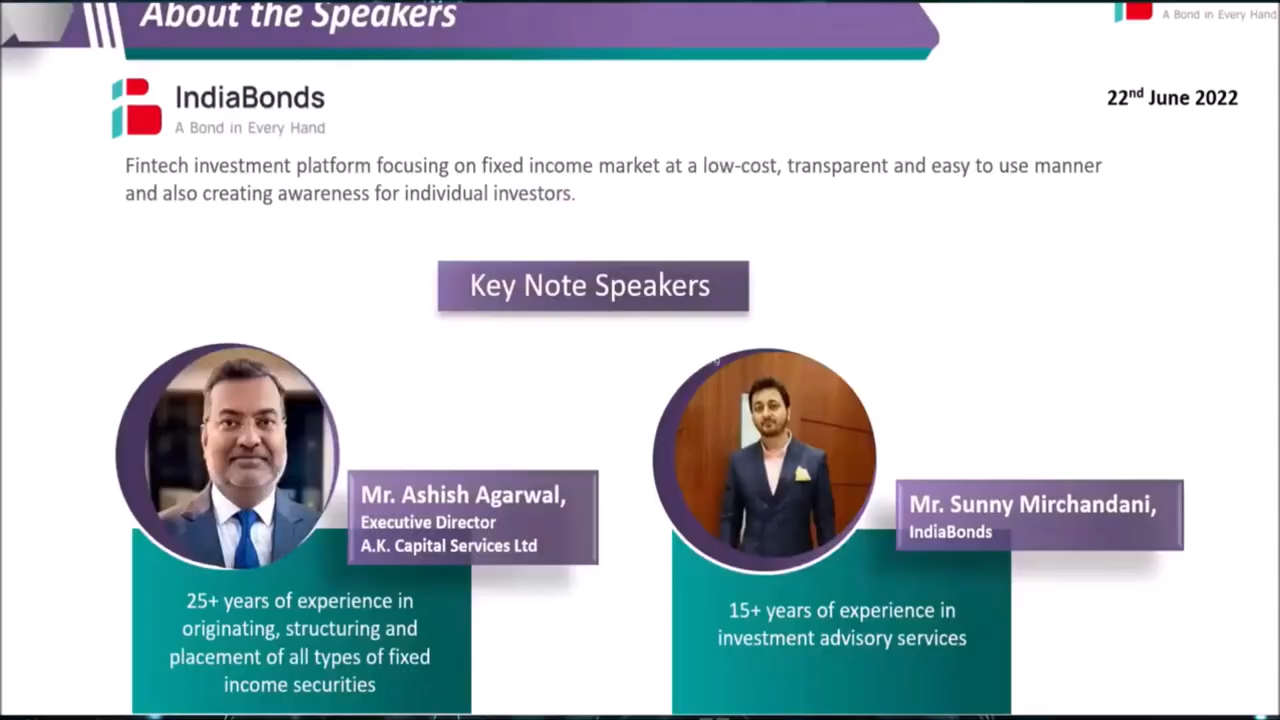 About the Speakers
A Bond in Every Hand
IndiaBonds
A Bond in Every Hand
22nd June 2022
Fintech investment platform focusing on fixed income market at a low-cost, transparent and easy to use manner
and also creating awareness for individual investors.
Key Note Speakers
Mr. Ashish Agarwal,
Executive Director
A.K. Capital Services Ltd
25+ years of experience in
originating, structuring and
placement of all types of fixed
income securities
Mr. Sunny Mirchandani,
IndiaBonds
15+ years of experience in
investment advisory services